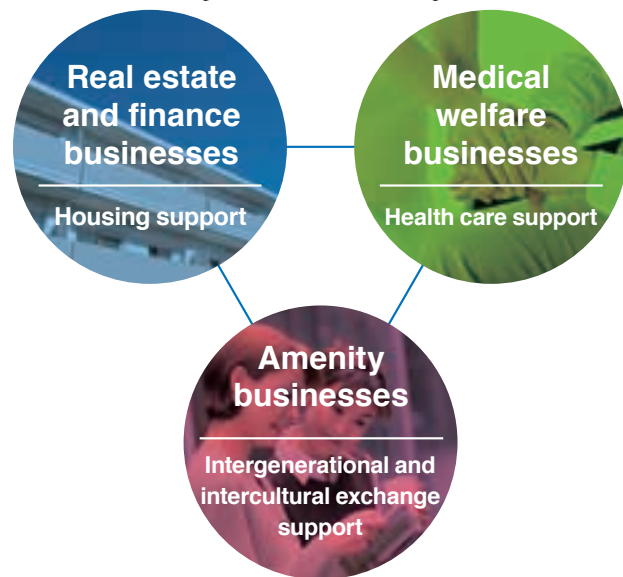 Real estate
and finance
businesses
Housing support
Medical
welfare
businesses
Health care support
Amenity
businesses
Intergenerational and
intercultural exchange
support